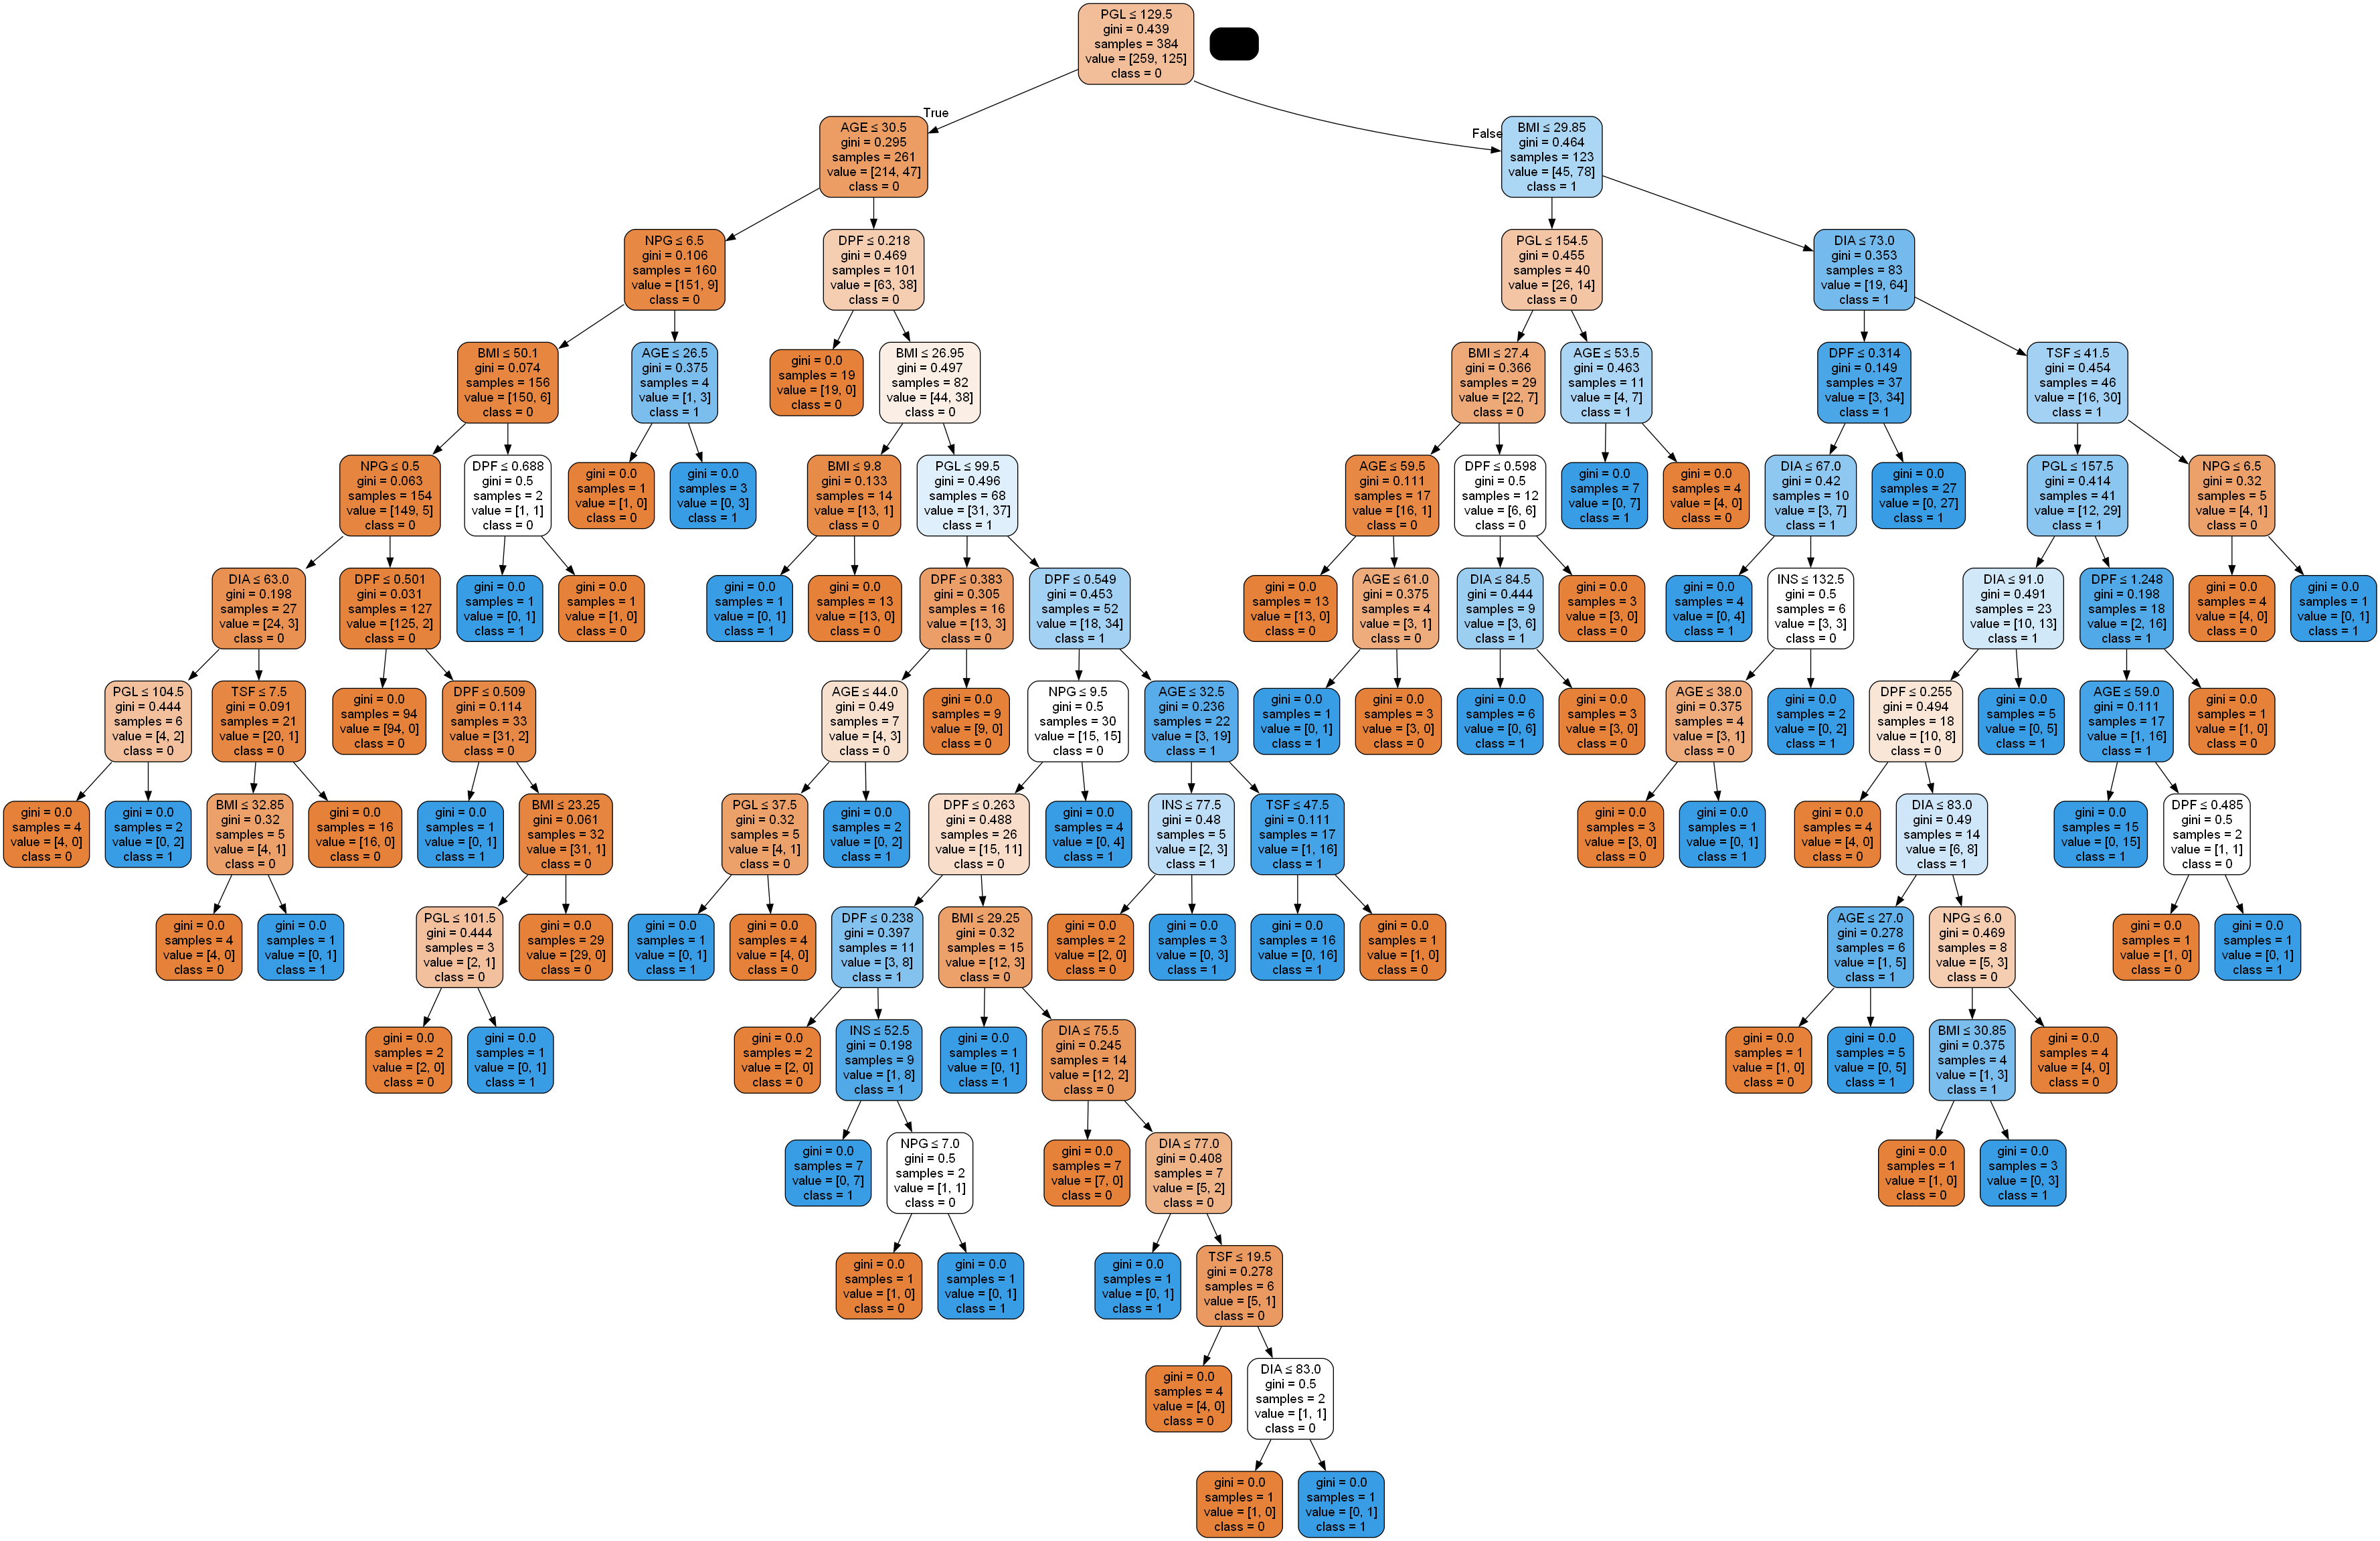 PGL ≤ 129.5
gini = 0.439
samples = 384
value = [259, 125]
class = 0
True
False
AGE ≤ 30.5
gini = 0.295
samples = 261
value = [214, 47]
class = 0
BMI ≤ 29.85
gini = 0.464
samples = 123
value = [45, 78]
class = 1
NPG ≤ 6.5
gini = 0.106
samples = 160
value = [151, 9]
class = 0
DPF ≤ 0.218
gini = 0.469
samples = 101
value = [63, 38]
class = 0
PGL ≤ 154.5
gini = 0.455
samples = 40
value = [26, 14]
class = 0
DIA ≤ 73.0
gini = 0.353
samples = 83
value = [19, 64]
class = 1
BMI ≤ 50.1
gini = 0.074
samples = 156
value = [150, 6]
class = 0
AGE ≤ 26.5
gini = 0.375
samples = 4
value = [1, 3]
class = 1
gini = 0.0
samples = 19
value = [19, 0]
class = 0
BMI ≤ 26.95
gini = 0.497
samples = 82
value = [44, 38]
class = 0
BMI ≤ 27.4
gini = 0.366
samples = 29
value = [22, 7]
class = 0
AGE ≤ 53.5
gini = 0.463
samples = 11
value = [4, 7]
class = 1
DPF ≤ 0.314
gini = 0.149
samples = 37
value = [3, 34]
class = 1
TSF ≤ 41.5
gini = 0.454
samples = 46
value = [16, 30]
class = 1
NPG ≤ 0.5
gini = 0.063
samples = 154
value = [149, 5]
class = 0
DPF ≤ 0.688
gini = 0.5
samples = 2
value = [1, 1]
class = 0
gini = 0.0
samples = 1
value = [1, 0]
class = 0
gini = 0.0
samples = 3
value = [0, 3]
class = 1
BMI ≤ 9.8
gini = 0.133
samples = 14
value = [13, 1]
class = 0
PGL ≤ 99.5
gini = 0.496
samples = 68
value = [31, 37]
class = 1
AGE ≤ 59.5
gini = 0.111
samples = 17
value = [16, 1]
class = 0
DPF ≤ 0.598
gini = 0.5
samples = 12
value = [6, 6]
class = 0
gini = 0.0
samples = 7
value = [0, 7]
class = 1
gini = 0.0
samples = 4
value = [4, 0]
class = 0
DIA ≤ 67.0
gini = 0.42
samples = 10
value = [3, 7]
class = 1
gini = 0.0
samples = 27
value = [0, 27]
class = 1
PGL ≤ 157.5
gini = 0.414
samples = 41
value = [12, 29]
class = 1
NPG ≤ 6.5
gini = 0.32
samples = 5
value = [4, 1]
class = 0
DIA ≤ 63.0
gini = 0.198
samples = 27
value = [24, 3]
class = 0
DPF ≤ 0.501
gini = 0.031
samples = 127
value = [125, 2]
class = 0
gini = 0.0
samples = 1
value = [0, 1]
class = 1
gini = 0.0
samples = 1
value = [1, 0]
class = 0
gini = 0.0
samples = 1
value = [0, 1]
class = 1
gini = 0.0
samples = 13
value = [13, 0]
class = 0
DPF ≤ 0.383
gini = 0.305
samples = 16
value = [13, 3]
class = 0
DPF ≤ 0.549
gini = 0.453
samples = 52
value = [18, 34]
class = 1
gini = 0.0
samples = 13
value = [13, 0]
class = 0
AGE ≤ 61.0
gini = 0.375
samples = 4
value = [3, 1]
class = 0
DIA ≤ 84.5
gini = 0.444
samples = 9
value = [3, 6]
class = 1
gini = 0.0
samples = 3
value = [3, 0]
class = 0
gini = 0.0
samples = 4
value = [0, 4]
class = 1
INS ≤ 132.5
gini = 0.5
samples = 6
value = [3, 3]
class = 0
DIA ≤ 91.0
gini = 0.491
samples = 23
value = [10, 13]
class = 1
DPF ≤ 1.248
gini = 0.198
samples = 18
value = [2, 16]
class = 1
gini = 0.0
samples = 4
value = [4, 0]
class = 0
gini = 0.0
samples = 1
value = [0, 1]
class = 1
PGL ≤ 104.5
gini = 0.444
samples = 6
value = [4, 2]
class = 0
TSF ≤ 7.5
gini = 0.091
samples = 21
value = [20, 1]
class = 0
gini = 0.0
samples = 94
value = [94, 0]
class = 0
DPF ≤ 0.509
gini = 0.114
samples = 33
value = [31, 2]
class = 0
AGE ≤ 44.0
gini = 0.49
samples = 7
value = [4, 3]
class = 0
gini = 0.0
samples = 9
value = [9, 0]
class = 0
NPG ≤ 9.5
gini = 0.5
samples = 30
value = [15, 15]
class = 0
AGE ≤ 32.5
gini = 0.236
samples = 22
value = [3, 19]
class = 1
gini = 0.0
samples = 1
value = [0, 1]
class = 1
gini = 0.0
samples = 3
value = [3, 0]
class = 0
gini = 0.0
samples = 6
value = [0, 6]
class = 1
gini = 0.0
samples = 3
value = [3, 0]
class = 0
AGE ≤ 38.0
gini = 0.375
samples = 4
value = [3, 1]
class = 0
gini = 0.0
samples = 2
value = [0, 2]
class = 1
DPF ≤ 0.255
gini = 0.494
samples = 18
value = [10, 8]
class = 0
gini = 0.0
samples = 5
value = [0, 5]
class = 1
AGE ≤ 59.0
gini = 0.111
samples = 17
value = [1, 16]
class = 1
gini = 0.0
samples = 1
value = [1, 0]
class = 0
gini = 0.0
samples = 4
value = [4, 0]
class = 0
gini = 0.0
samples = 2
value = [0, 2]
class = 1
BMI ≤ 32.85
gini = 0.32
samples = 5
value = [4, 1]
class = 0
gini = 0.0
samples = 16
value = [16, 0]
class = 0
gini = 0.0
samples = 1
value = [0, 1]
class = 1
BMI ≤ 23.25
gini = 0.061
samples = 32
value = [31, 1]
class = 0
PGL ≤ 37.5
gini = 0.32
samples = 5
value = [4, 1]
class = 0
gini = 0.0
samples = 2
value = [0, 2]
class = 1
DPF ≤ 0.263
gini = 0.488
samples = 26
value = [15, 11]
class = 0
gini = 0.0
samples = 4
value = [0, 4]
class = 1
INS ≤ 77.5
gini = 0.48
samples = 5
value = [2, 3]
class = 1
TSF ≤ 47.5
gini = 0.111
samples = 17
value = [1, 16]
class = 1
gini = 0.0
samples = 3
value = [3, 0]
class = 0
gini = 0.0
samples = 1
value = [0, 1]
class = 1
gini = 0.0
samples = 4
value = [4, 0]
class = 0
DIA ≤ 83.0
gini = 0.49
samples = 14
value = [6, 8]
class = 1
gini = 0.0
samples = 15
value = [0, 15]
class = 1
DPF ≤ 0.485
gini = 0.5
samples = 2
value = [1, 1]
class = 0
gini = 0.0
samples = 4
value = [4, 0]
class = 0
gini = 0.0
samples = 1
value = [0, 1]
class = 1
PGL ≤ 101.5
gini = 0.444
samples = 3
value = [2, 1]
class = 0
gini = 0.0
samples = 29
value = [29, 0]
class = 0
gini = 0.0
samples = 1
value = [0, 1]
class = 1
gini = 0.0
samples = 4
value = [4, 0]
class = 0
DPF ≤ 0.238
gini = 0.397
samples = 11
value = [3, 8]
class = 1
BMI ≤ 29.25
gini = 0.32
samples = 15
value = [12, 3]
class = 0
gini = 0.0
samples = 2
value = [2, 0]
class = 0
gini = 0.0
samples = 3
value = [0, 3]
class = 1
gini = 0.0
samples = 16
value = [0, 16]
class = 1
gini = 0.0
samples = 1
value = [1, 0]
class = 0
AGE ≤ 27.0
gini = 0.278
samples = 6
value = [1, 5]
class = 1
NPG ≤ 6.0
gini = 0.469
samples = 8
value = [5, 3]
class = 0
gini = 0.0
samples = 1
value = [1, 0]
class = 0
gini = 0.0
samples = 1
value = [0, 1]
class = 1
gini = 0.0
samples = 2
value = [2, 0]
class = 0
gini = 0.0
samples = 1
value = [0, 1]
class = 1
gini = 0.0
samples = 2
value = [2, 0]
class = 0
INS ≤ 52.5
gini = 0.198
samples = 9
value = [1, 8]
class = 1
gini = 0.0
samples = 1
value = [0, 1]
class = 1
DIA ≤ 75.5
gini = 0.245
samples = 14
value = [12, 2]
class = 0
gini = 0.0
samples = 1
value = [1, 0]
class = 0
gini = 0.0
samples = 5
value = [0, 5]
class = 1
BMI ≤ 30.85
gini = 0.375
samples = 4
value = [1, 3]
class = 1
gini = 0.0
samples = 4
value = [4, 0]
class = 0
gini = 0.0
samples = 7
value = [0, 7]
class = 1
NPG ≤ 7.0
gini = 0.5
samples = 2
value = [1, 1]
class = 0
gini = 0.0
samples = 7
value = [7, 0]
class = 0
DIA ≤ 77.0
gini = 0.408
samples = 7
value = [5, 2]
class = 0
gini = 0.0
samples = 1
value = [1, 0]
class = 0
gini = 0.0
samples = 3
value = [0, 3]
class = 1
gini = 0.0
samples = 1
value = [1, 0]
class = 0
gini = 0.0
samples = 1
value = [0, 1]
class = 1
gini = 0.0
samples = 1
value = [0, 1]
class = 1
TSF ≤ 19.5
gini = 0.278
samples = 6
value = [5, 1]
class = 0
gini = 0.0
samples = 4
value = [4, 0]
class = 0
DIA ≤ 83.0
gini = 0.5
samples = 2
value = [1, 1]
class = 0
gini = 0.0
samples = 1
value = [1, 0]
class = 0
gini = 0.0
samples = 1
value = [0, 1]
class = 1